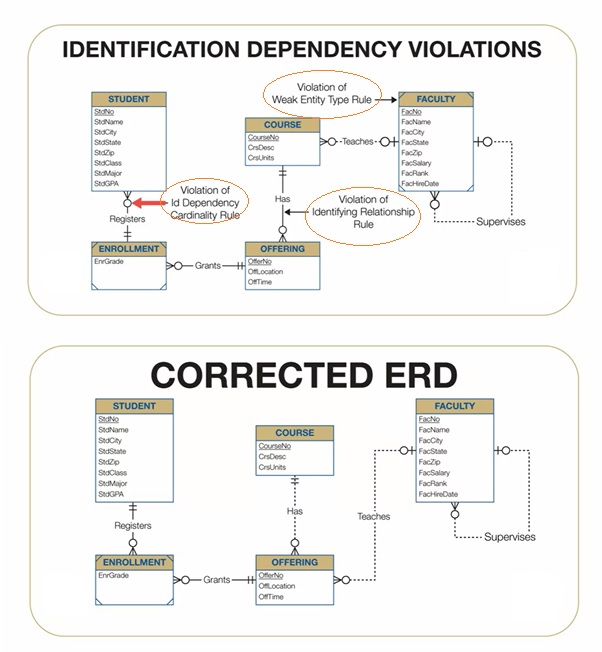 IDENTIFICATION DEPENDENCY VIOLATIONS
Violation of
Weak Entity Type Rule
STUDENT
StdNo
StdName
StdCity
StdState
StdZip
StdClass
StdMajor
StdGPA
COURSE
CourseNo
CrsDesc
CrsUnits
Teaches
FACULTY
FacNo
FacName
FacCity
FacState
FacZip
FacSalary
FacRank
FacHireDate
Violation of
Id Dependency
Cardinality Rule
Has
Violation of
Identifying Relationship
Rule
Registers
Supervises
ENROLLMENT
EnrGrade
Grants
OFFERING
OfferNo
OffLocation
OffTime
CORRECTED ERD
STUDENT
StdNo
StdName
StdCity
StdState
StdZip
StdClass
StdMajor
StdGPA
COURSE
CourseNo
CrsDesc
CrsUnits
FACULTY
FacNo
FacName
FacCity
FacState
FacZip
FacSalary
FacRank
FacHireDate
Registers
Has
Teaches
Supervises
ENROLLMENT
EnrGrade
Grants
OFFERING
OfferNo
OffLocation
OffTime